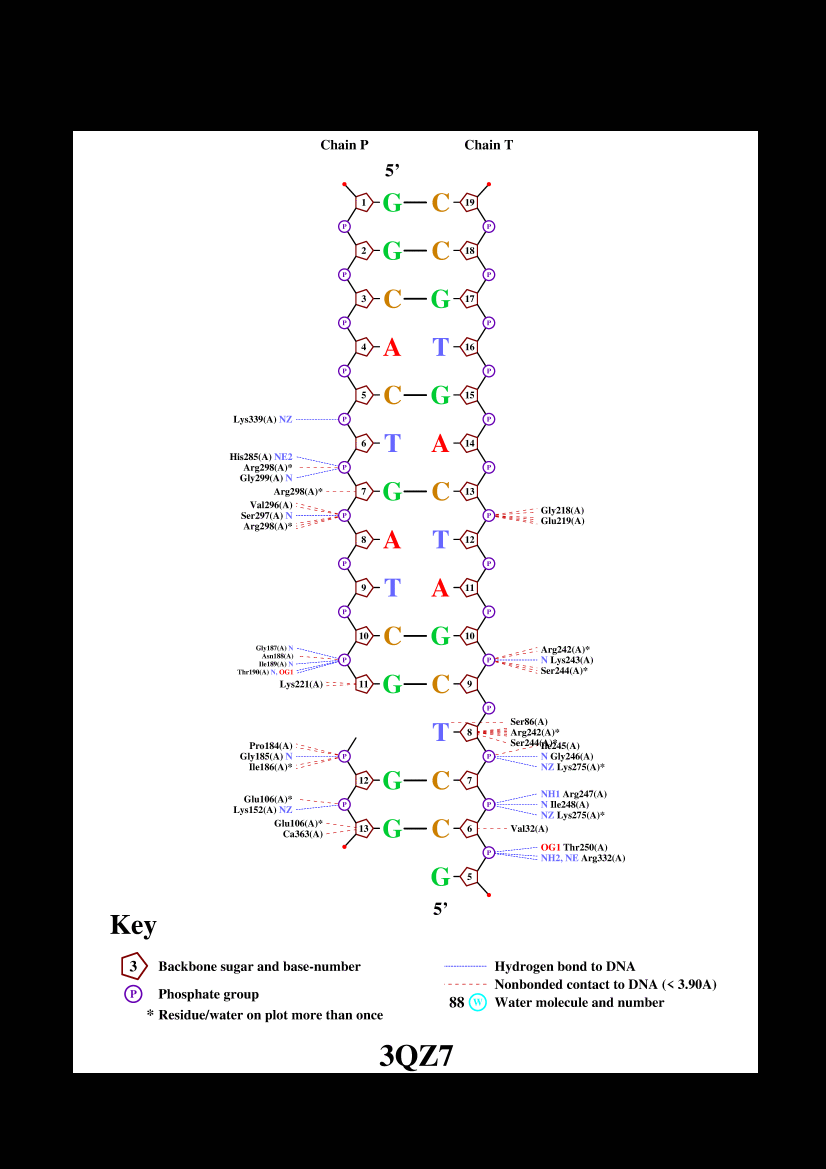 Chain P Chain T
5’
1 G C 19
P P
2 G C 18
P P
3 C G 17
P P
4 A T 16
P P
5 C G 15
Lys339(A) NZ P P
6 T A 14
His285(A) NE2
Arg298(A)* P P
Gly299(A) N
Arg298(A)* 7 G C 13
Val296(A)
Ser297(A) N P P Gly218(A)
Arg298(A)* Glu219(A)
8 A T 12
P P
9 T A 11
P P
10 C G 10
Gly187(A) N
Asn188(A) Arg242(A)*
Ile189(A) N P P N Lys243(A)
Thr190(A) N, OG1 Ser244(A)*
Lys221(A) 11 G C 9
P
Ser86(A)
T 8 Arg242(A)*
Ser244(A)*
Pro184(A) Ile245(A)
Gly185(A) N P P N Gly246(A)
Ile186(A)* NZ Lys275(A)*
12 G C 7
Glu106(A)* NH1 Arg247(A)
Lys152(A) NZ P P N Ile248(A)
NZ Lys275(A)*
Glu106(A)* 13 G C 6 Val32(A)
Ca363(A)
P OG1 Thr250(A)
NH2, NE Arg332(A)
G 5
5’
Key
3 Backbone sugar and base-number
P Phosphate group
* Residue/water on plot more than once
Hydrogen bond to DNA
Nonbonded contact to DNA (< 3.90A)
88 W Water molecule and number
3QZ7